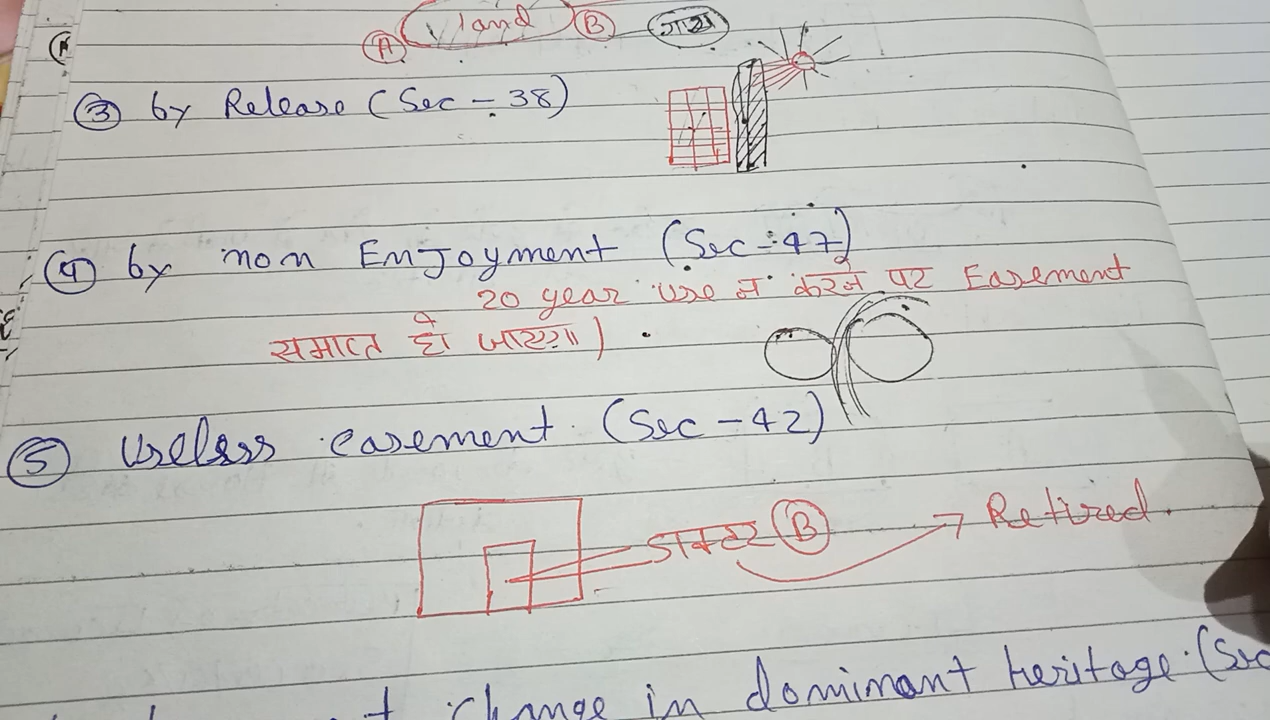 A land B गाय
③ by Release (Sec - 38)
④ by non Enjoyment (Sec - 47)
20 year use न करने पर Easement
समाप्त हो जाएगा)
⑤ Useless easement (Sec - 42)
डाक्टर B → Retired.
change in dominant heritage. (Sec